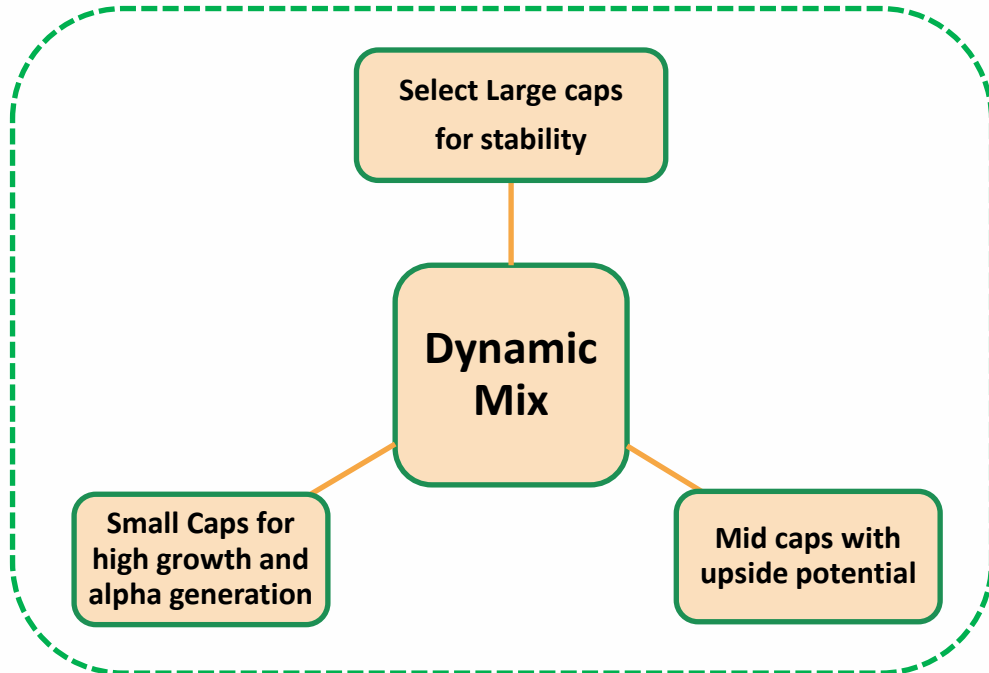 Select Large caps
for stability
Dynamic
Mix
Small Caps for
high growth and
alpha generation
Mid caps with
upside potential